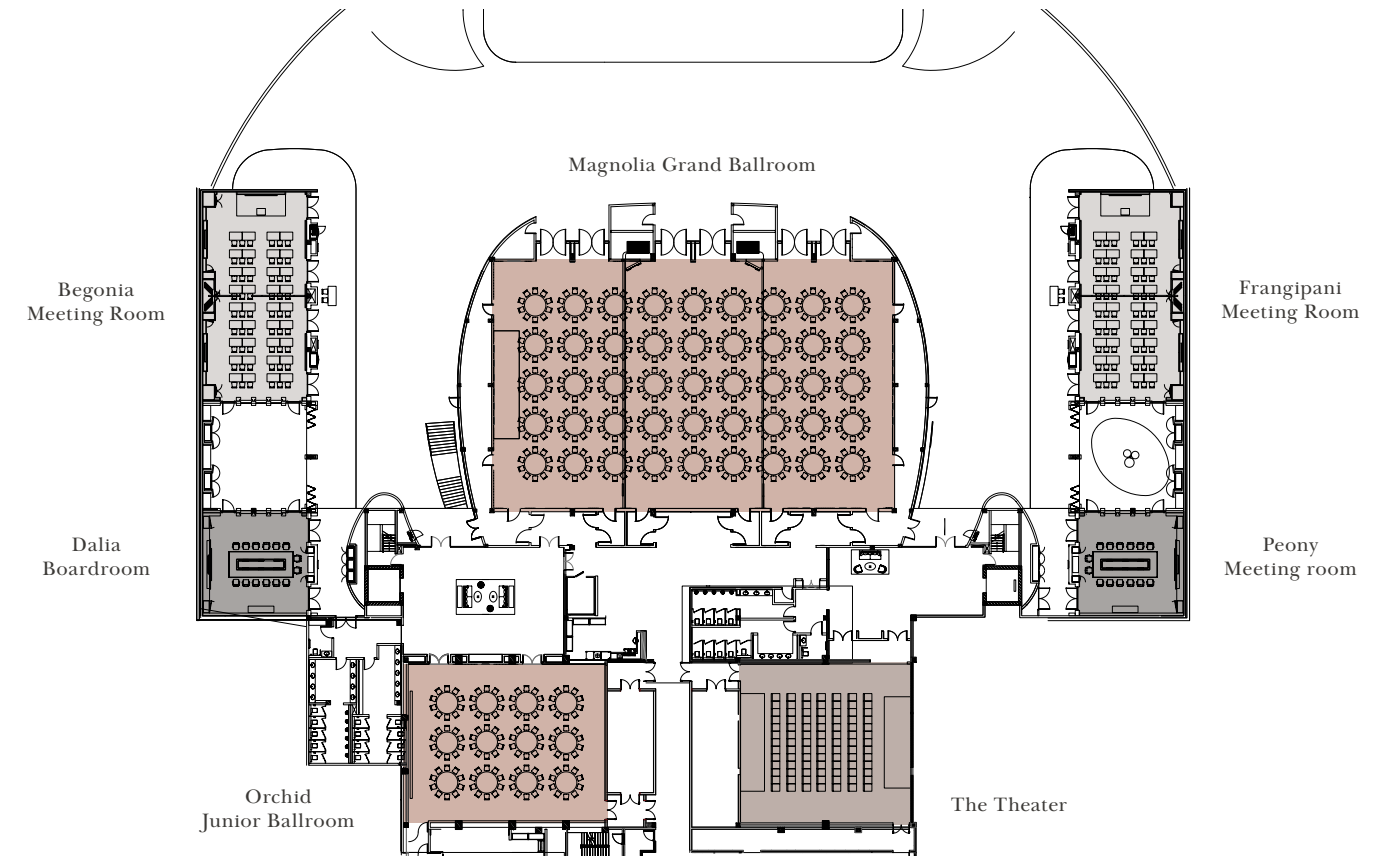 Magnolia Grand Ballroom
Begonia
Meeting Room
Frangipani
Meeting Room
Dalia
Boardroom
Peony
Meeting room
Orchid
Junior Ballroom
The Theater